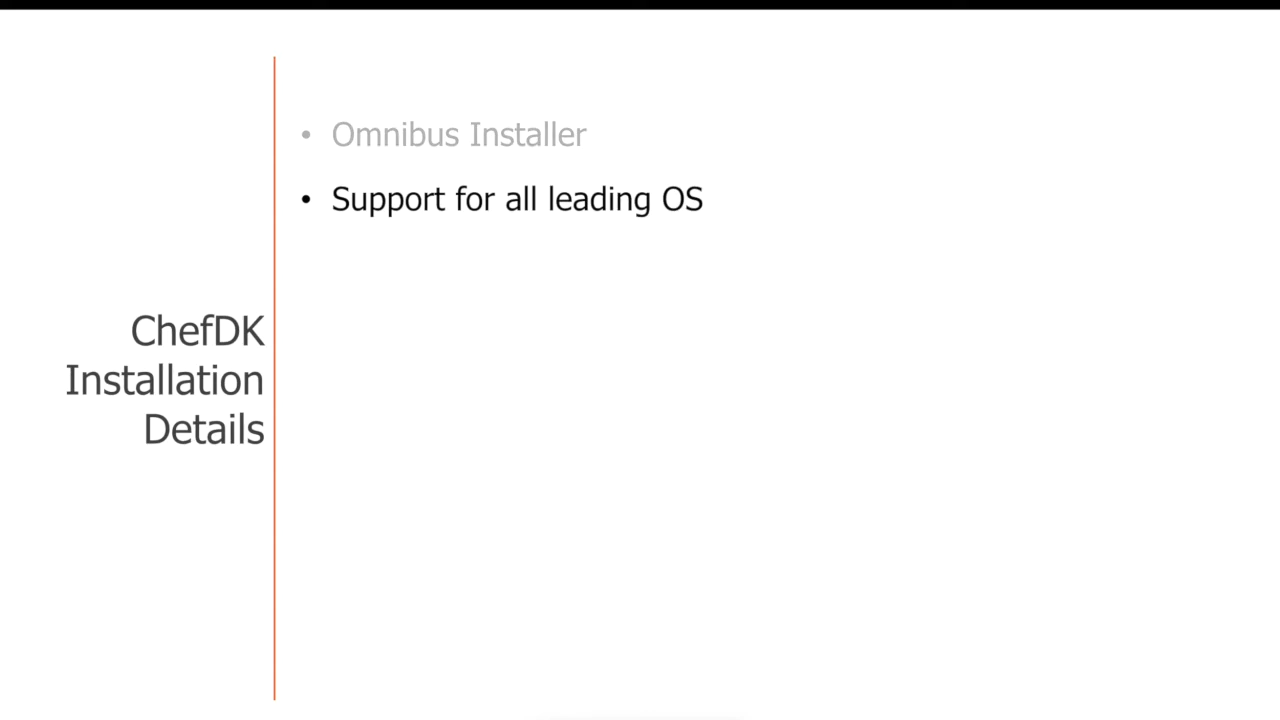 ChefDK
Installation
Details
• Omnibus Installer
• Support for all leading OS